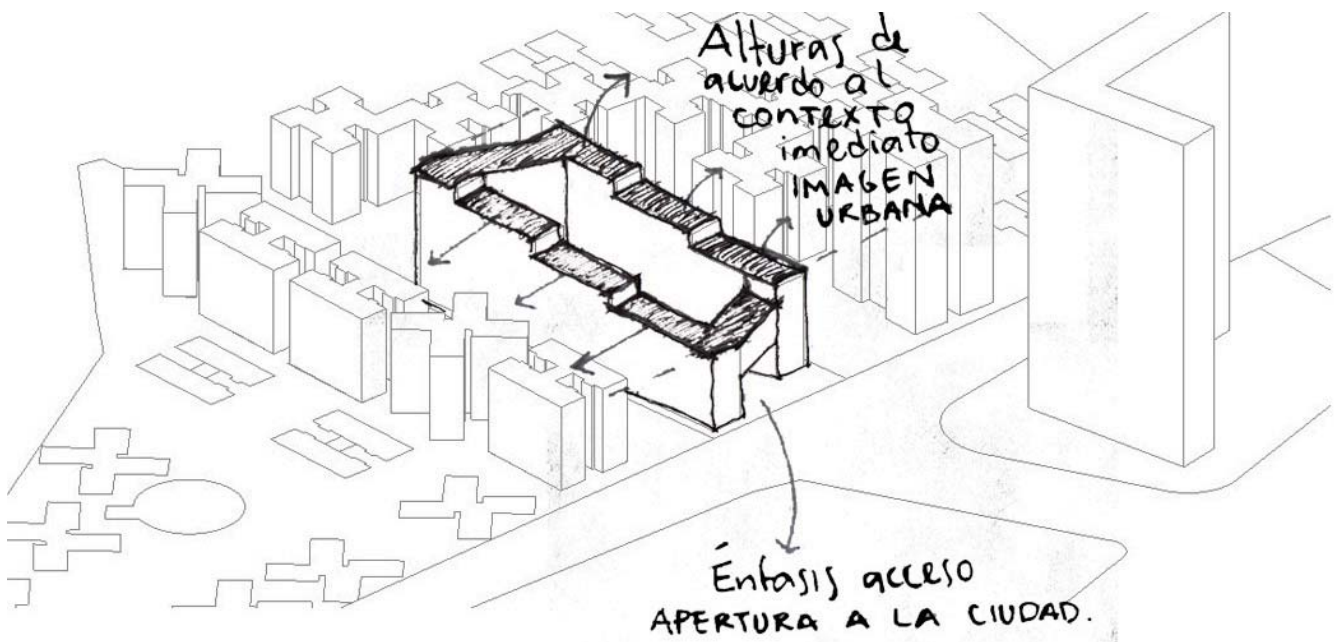 Alturas de
acuerdo al
CONTEXTO
imediato
IMAGEN
URBANA
Énfasis acceso
APERTURA A LA CIUDAD.